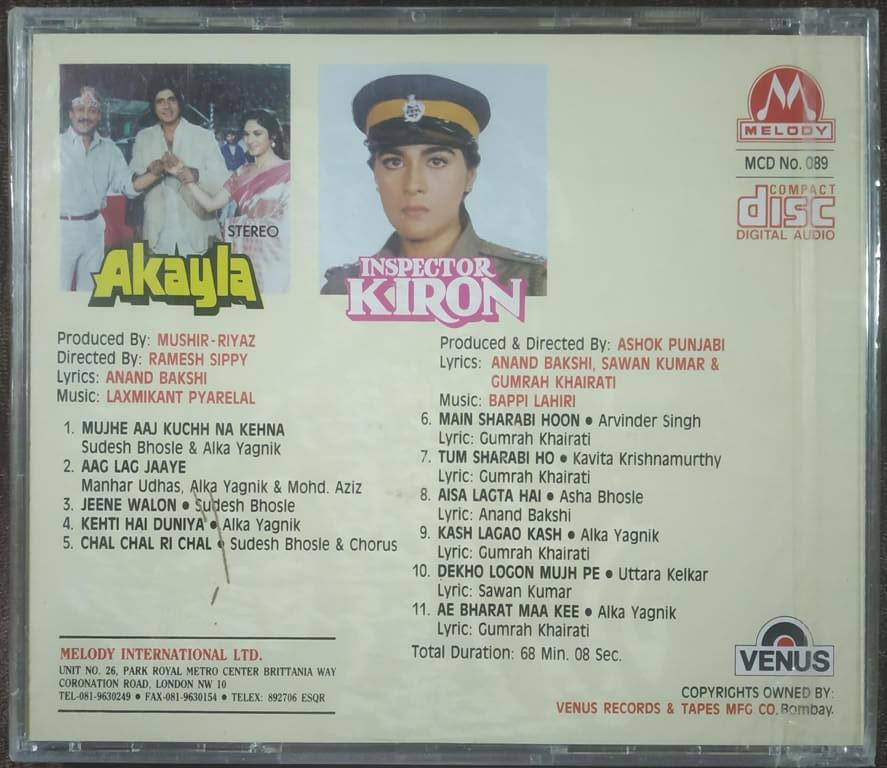 STEREO
Akayla
INSPECTOR
KIRON
M
MELODY
MCD No. 089
COMPACT
disc
DIGITAL AUDIO
Produced By: MUSHIR-RIYAZ
Directed By: RAMESH SIPPY
Lyrics: ANAND BAKSHI
Music: LAXMIKANT PYARELAL
1. MUJHE AAJ KUCHH NA KEHNA
Sudesh Bhosle & Alka Yagnik
2. AAG LAG JAAYE
Manhar Udhas, Alka Yagnik & Mohd. Aziz
3. JEENE WALON • Sudesh Bhosle
4. KEHTI HAI DUNIYA • Alka Yagnik
5. CHAL CHAL RI CHAL • Sudesh Bhosle & Chorus
Produced & Directed By: ASHOK PUNJABI
Lyrics: ANAND BAKSHI, SAWAN KUMAR &
GUMRAH KHAIRATI
Music: BAPPI LAHIRI
6. MAIN SHARABI HOON • Arvinder Singh
Lyric: Gumrah Khairati
7. TUM SHARABI HO • Kavita Krishnamurthy
Lyric: Gumrah Khairati
8. AISA LAGTA HAI • Asha Bhosle
Lyric: Anand Bakshi
9. KASH LAGAO KASH • Alka Yagnik
Lyric: Gumrah Khairati
10. DEKHO LOGON MUJH PE • Uttara Kelkar
Lyric: Sawan Kumar
11. AE BHARAT MAA KEE • Alka Yagnik
Lyric: Gumrah Khairati
Total Duration: 68 Min. 08 Sec.
MELODY INTERNATIONAL LTD.
UNIT NO. 26, PARK ROYAL METRO CENTER BRITTANIA WAY
CORONATION ROAD, LONDON NW 10
TEL-081-9630249 • FAX-081-9630154 • TELEX: 892706 ESQR
VENUS
COPYRIGHTS OWNED BY:
VENUS RECORDS & TAPES MFG CO. Bombay.